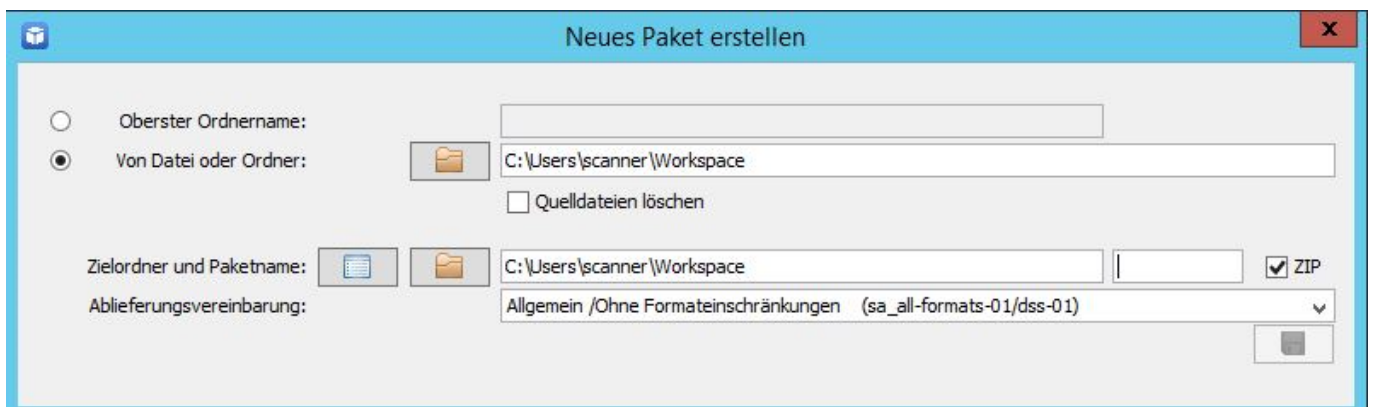 Neues Paket erstellen
x
Oberster Ordnername:
Von Datei oder Ordner: C:\Users\scanner\Workspace
Quelldateien löschen
Zielordner und Paketname: C:\Users\scanner\Workspace ZIP
Ablieferungsvereinbarung: Allgemein /Ohne Formateinschränkungen (sa_all-formats-01/dss-01)